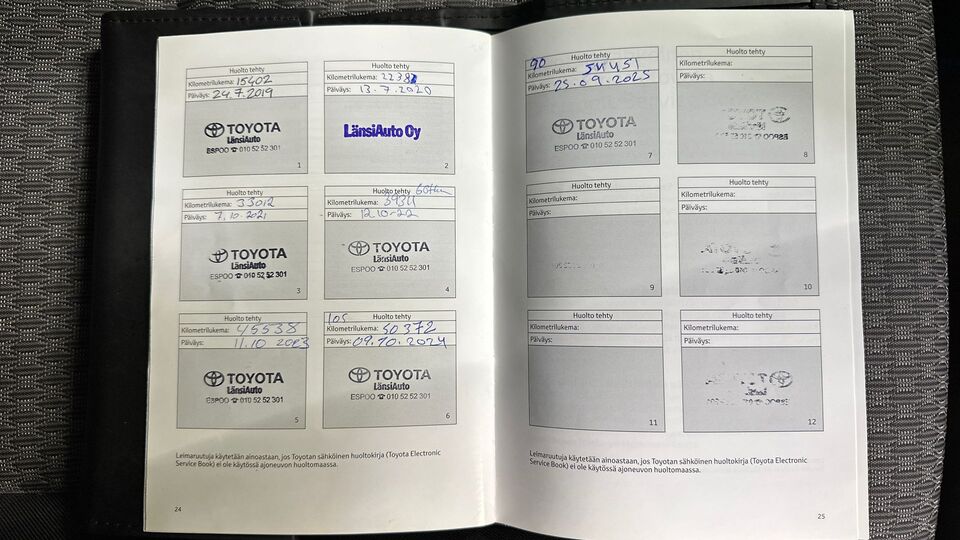 Huolto tehty
Kilometrilukema: 15402
Päiväys: 24.7.2019
TOYOTA
LänsiAuto
ESPOO ☎ 010 52 52 301
1
Huolto tehty
Kilometrilukema: 22382
Päiväys: 13.7.2020
LänsiAuto Oy
2
Huolto tehty
Kilometrilukema: 33012
Päiväys: 7.10.2021
TOYOTA
LänsiAuto
ESPOO ☎ 010 52 52 301
3
Huolto tehty
Kilometrilukema:
Päiväys: 12.10-22
TOYOTA
LänsiAuto
ESPOO ☎ 010 52 52 301
4
Huolto tehty
Kilometrilukema: 45538
Päiväys: 11.10 2023
TOYOTA
LänsiAuto
ESPOO ☎ 010 52 52 301
5
105 Huolto tehty
Kilometrilukema: 50372
Päiväys: 09.10.2024
TOYOTA
LänsiAuto
ESPOO ☎ 010 52 52 301
6
Leimaruutuja käytetään ainoastaan, jos Toyotan sähköinen huoltokirja (Toyota Electronic
Service Book) ei ole käytössä ajoneuvon huoltomaassa.
24
90 Huolto tehty
Kilometrilukema: 54451
Päiväys: 25.09.2025
TOYOTA
LänsiAuto
ESPOO ☎ 010 52 52 301
7
Huolto tehty
Kilometrilukema:
Päiväys:
8
Huolto tehty
Kilometrilukema:
Päiväys:
9
Huolto tehty
Kilometrilukema:
Päiväys:
10
Huolto tehty
Kilometrilukema:
Päiväys:
11
Huolto tehty
Kilometrilukema:
Päiväys:
12
Leimaruutuja käytetään ainoastaan, jos Toyotan sähköinen huoltokirja (Toyota Electronic
Service Book) ei ole käytössä ajoneuvon huoltomaassa.
25